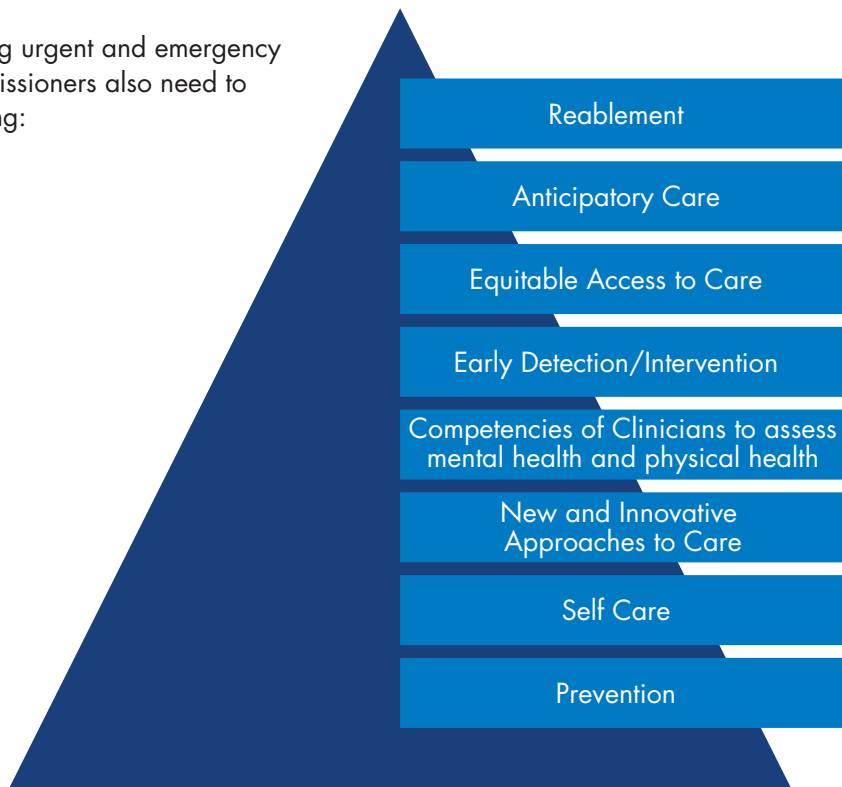 g urgent and emergency
issioners also need to
ng:
Reablement
Anticipatory Care
Equitable Access to Care
Early Detection/Intervention
Competencies of Clinicians to assess
mental health and physical health
New and Innovative
Approaches to Care
Self Care
Prevention